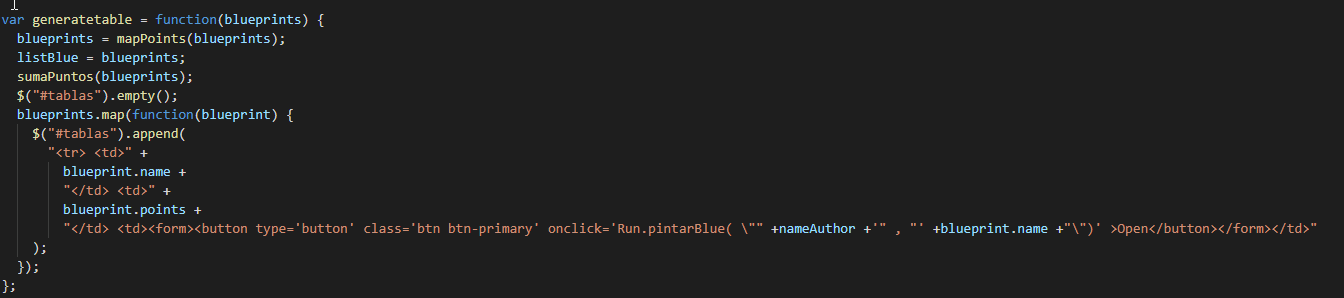 var generatetable = function(blueprints) {
  blueprints = mapPoints(blueprints);
  listBlue = blueprints;
  sumaPuntos(blueprints);
  $("#tablas").empty();
  blueprints.map(function(blueprint) {
    $("#tablas").append(
      "<tr> <td>" +
        blueprint.name +
        "</td> <td>" +
        blueprint.points +
        "</td> <td><form><button type='button' class='btn btn-primary' onclick='Run.pintarBlue( \"" +nameAuthor +'" , "' +blueprint.name +"\")' >Open</button></form></td>"
    );
  });
};